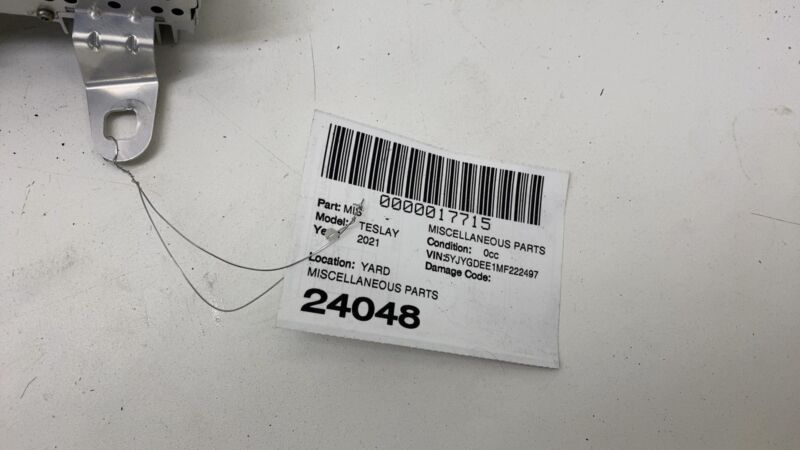 0000017715
Part: MIS MISCELLANEOUS PARTS
Model: TESLAY Condition: 0cc
2021 VIN:5YJYGDEE1MF222497
Location: YARD Damage Code:
MISCELLANEOUS PARTS
24048